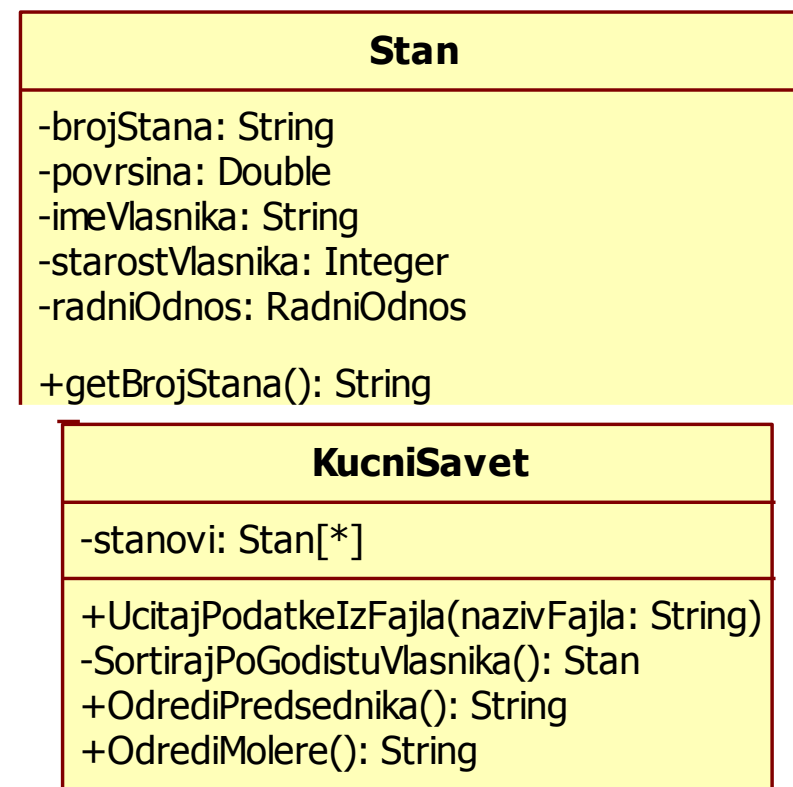 Stan
-brojStana: String
-povrsina: Double
-imeVlasnika: String
-starostVlasnika: Integer
-radniOdnos: RadniOdnos
+getBrojStana(): String
KucniSavet
-stanovi: Stan[*]
+UcitajPodatkeIzFajla(nazivFajla: String)
-SortirajPoGodistuVlasnika(): Stan
+OdrediPredsednika(): String
+OdrediMolere(): String